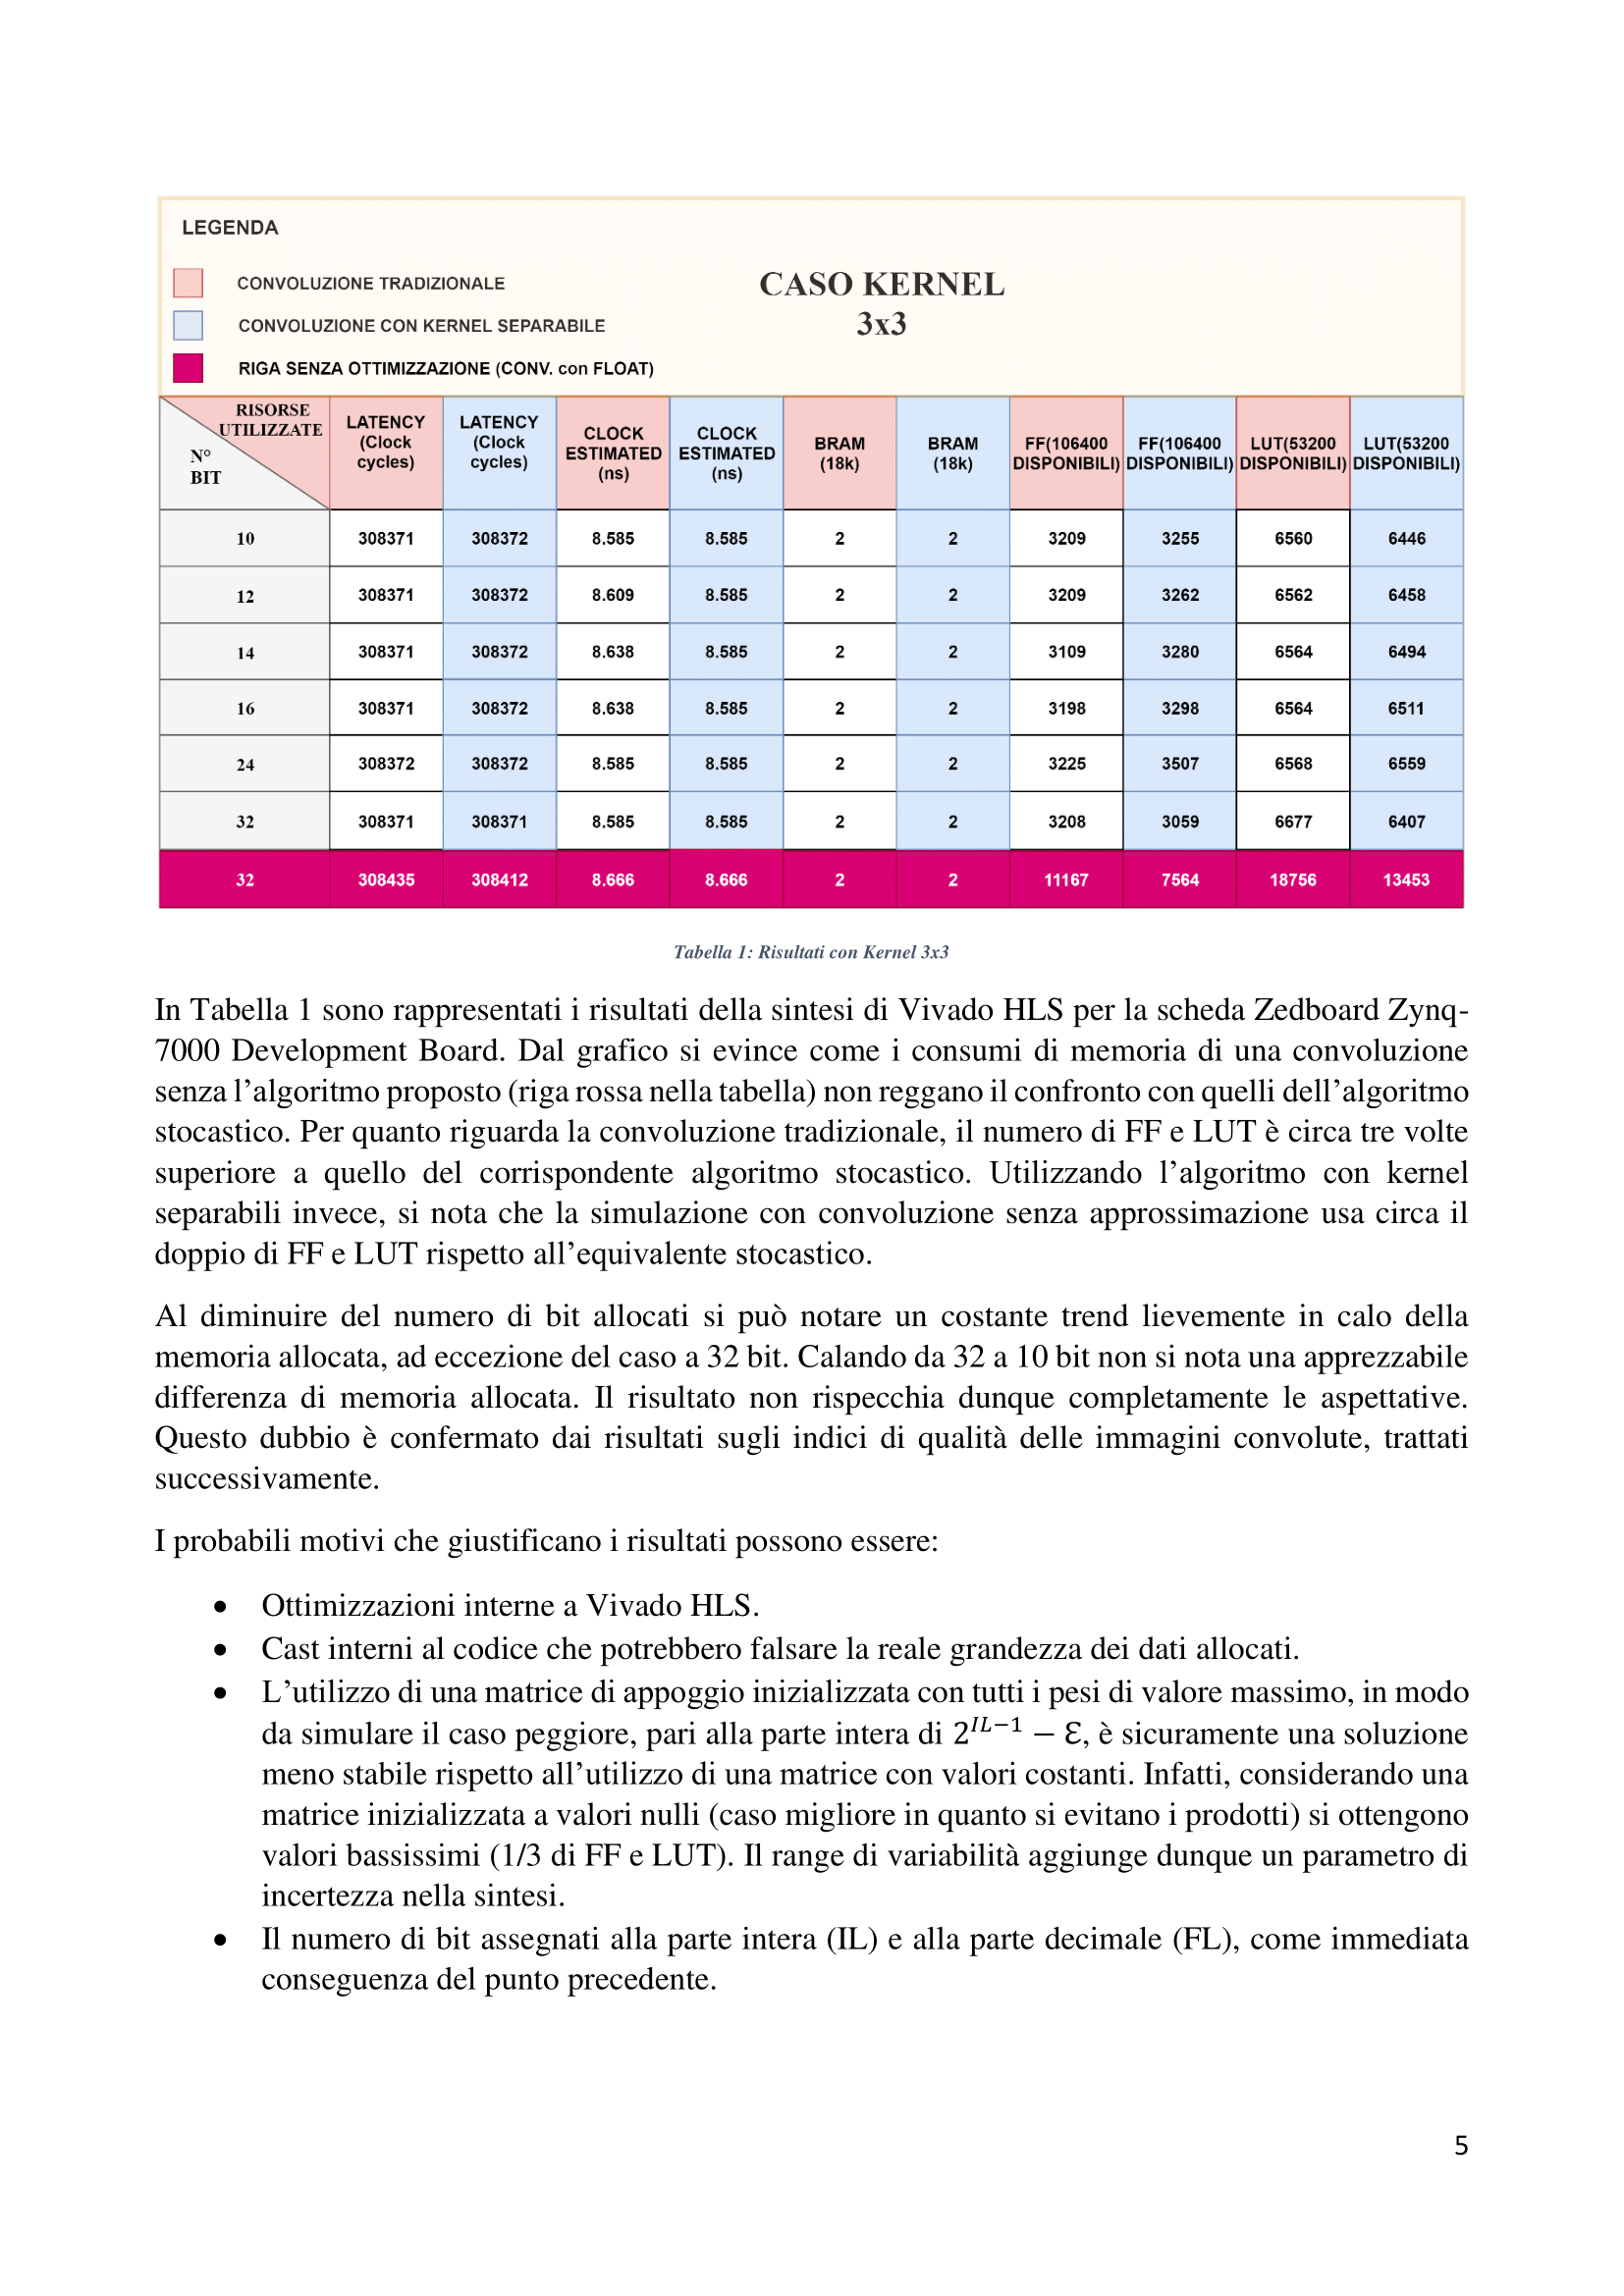 LEGENDA
CONVOLUZIONE TRADIZIONALE
CONVOLUZIONE CON KERNEL SEPARABILE
RIGA SENZA OTTIMIZZAZIONE (CONV. con FLOAT)
CASO KERNEL
3x3
RISORSE UTILIZZATE N° BIT | LATENCY (Clock cycles) | LATENCY (Clock cycles) | CLOCK ESTIMATED (ns) | CLOCK ESTIMATED (ns) | BRAM (18k) | BRAM (18k) | FF(106400 DISPONIBILI) | FF(106400 DISPONIBILI) | LUT(53200 DISPONIBILI) | LUT(53200 DISPONIBILI)
10 308371 308372 8.585 8.585 2 2 3209 3255 6560 6446
12 308371 308372 8.609 8.585 2 2 3209 3262 6562 6458
14 308371 308372 8.638 8.585 2 2 3109 3280 6564 6494
16 308371 308372 8.638 8.585 2 2 3198 3298 6564 6511
24 308372 308372 8.585 8.585 2 2 3225 3507 6568 6559
32 308371 308371 8.585 8.585 2 2 3208 3059 6677 6407
32 308435 308412 8.666 8.666 2 2 11167 7564 18756 13453
Tabella 1: Risultati con Kernel 3x3
In Tabella 1 sono rappresentati i risultati della sintesi di Vivado HLS per la scheda Zedboard Zynq-
7000 Development Board. Dal grafico si evince come i consumi di memoria di una convoluzione
senza l’algoritmo proposto (riga rossa nella tabella) non reggano il confronto con quelli dell’algoritmo
stocastico. Per quanto riguarda la convoluzione tradizionale, il numero di FF e LUT è circa tre volte
superiore a quello del corrispondente algoritmo stocastico. Utilizzando l’algoritmo con kernel
separabili invece, si nota che la simulazione con convoluzione senza approssimazione usa circa il
doppio di FF e LUT rispetto all’equivalente stocastico.
Al diminuire del numero di bit allocati si può notare un costante trend lievemente in calo della
memoria allocata, ad eccezione del caso a 32 bit. Calando da 32 a 10 bit non si nota una apprezzabile
differenza di memoria allocata. Il risultato non rispecchia dunque completamente le aspettative.
Questo dubbio è confermato dai risultati sugli indici di qualità delle immagini convolute, trattati
successivamente.
I probabili motivi che giustificano i risultati possono essere:
• Ottimizzazioni interne a Vivado HLS.
• Cast interni al codice che potrebbero falsare la reale grandezza dei dati allocati.
• L’utilizzo di una matrice di appoggio inizializzata con tutti i pesi di valore massimo, in modo
da simulare il caso peggiore, pari alla parte intera di 2^{IL−1} − Ɛ, è sicuramente una soluzione
meno stabile rispetto all’utilizzo di una matrice con valori costanti. Infatti, considerando una
matrice inizializzata a valori nulli (caso migliore in quanto si evitano i prodotti) si ottengono
valori bassissimi (1/3 di FF e LUT). Il range di variabilità aggiunge dunque un parametro di
incertezza nella sintesi.
• Il numero di bit assegnati alla parte intera (IL) e alla parte decimale (FL), come immediata
conseguenza del punto precedente.
5